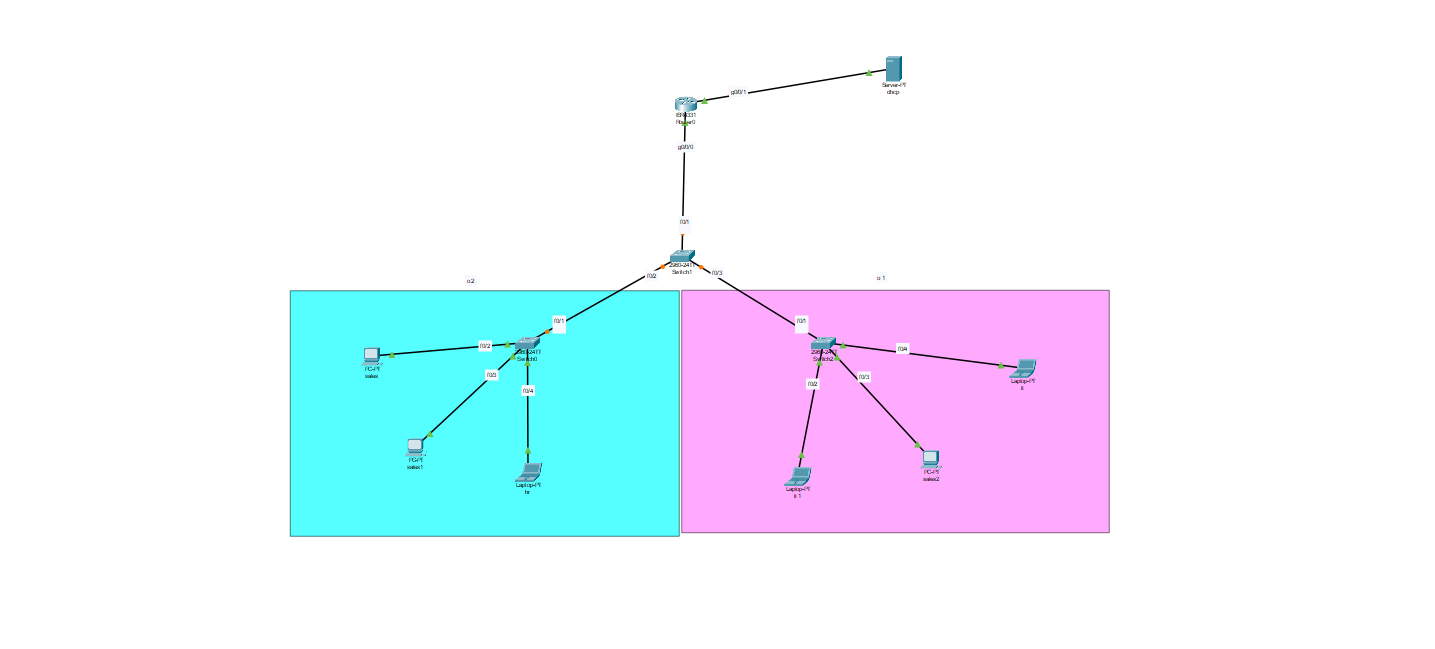 Server-PT
dhcp
g0/0/1
ISR4331
Router0
g0/0/0
f0/1
2960-24TT
Switch1
f0/2
f0/3
o2
o 1
f0/1
f0/1
f0/2
2960-24TT
Switch0
2960-24TT
Switch2
f0/4
PC-PT
sales
f0/3
f0/4
f0/2
f0/3
Laptop-PT
it
PC-PT
sales1
Laptop-PT
hr
Laptop-PT
it 1
PC-PT
sales2